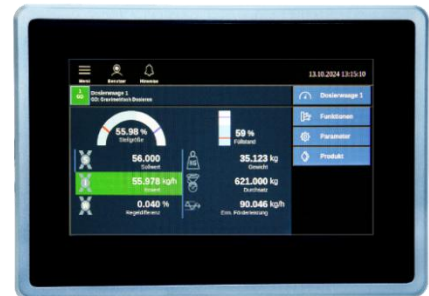 Menü
Benutzer
Hinweise
13.10.2024 13:15:10
Dosierwaage 1
GD: Gravimetrisch Dosieren
Dosierwaage 1
Funktionen
Parameter
Produkt
55.98 %
Stellgröße
59 %
Füllstand
56.000
Sollwert
35.123 kg
Gewicht
55.978 kg/h
Istwert
621.000 kg
Durchsatz
0.040 %
Regeldifferenz
90.046 kg/h
Förderleistung